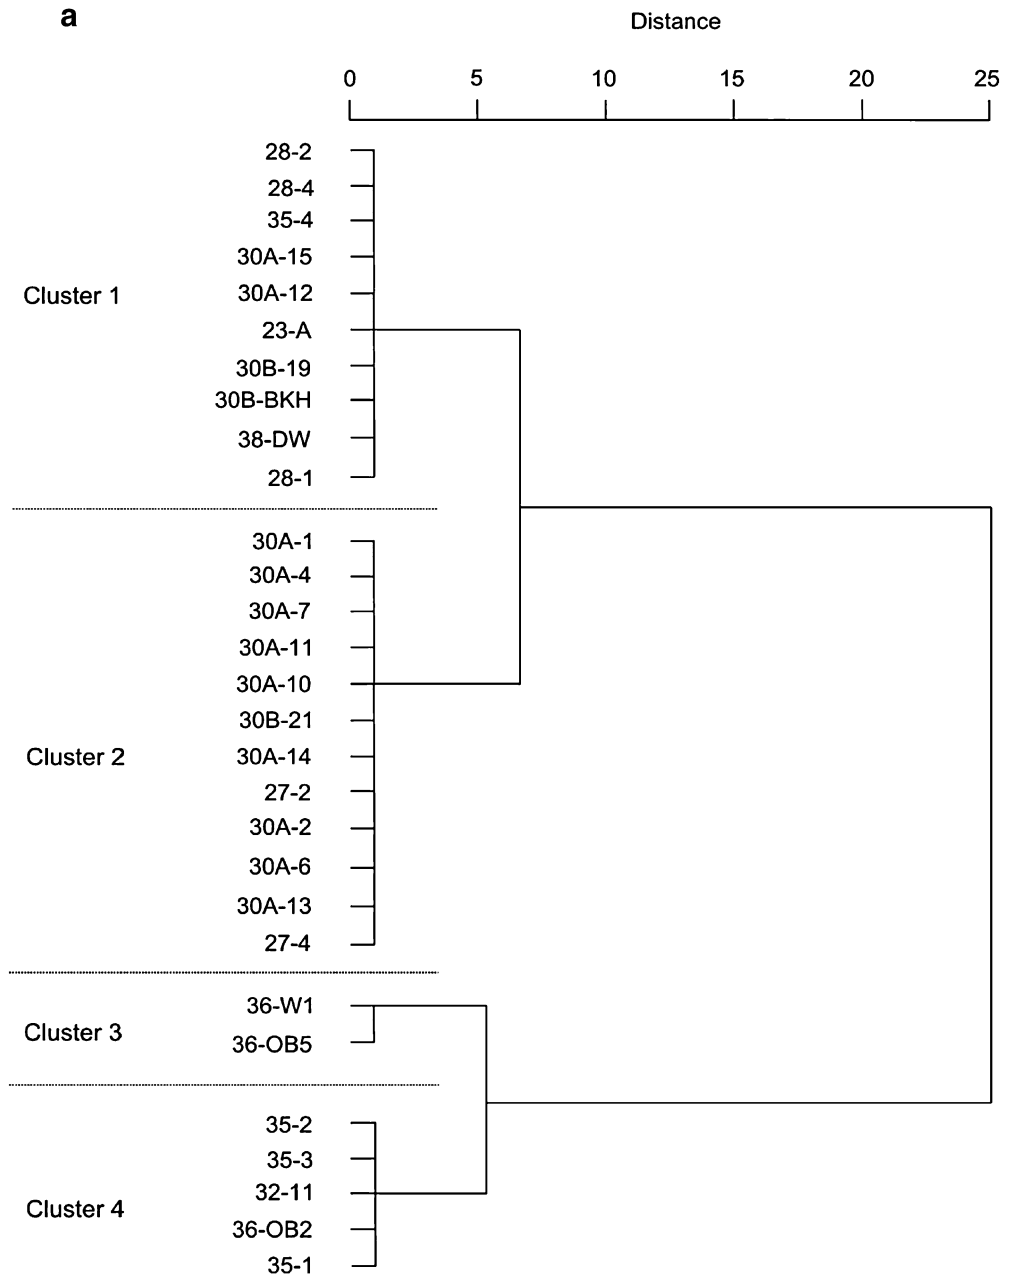 a
Distance
0 5 10 15 20 25
28-2
28-4
35-4
30A-15
Cluster 1
30A-12
23-A
30B-19
30B-BKH
38-DW
28-1
30A-1
30A-4
30A-7
30A-11
30A-10
30B-21
Cluster 2
30A-14
27-2
30A-2
30A-6
30A-13
27-4
36-W1
Cluster 3
36-OB5
35-2
35-3
32-11
Cluster 4
36-OB2
35-1